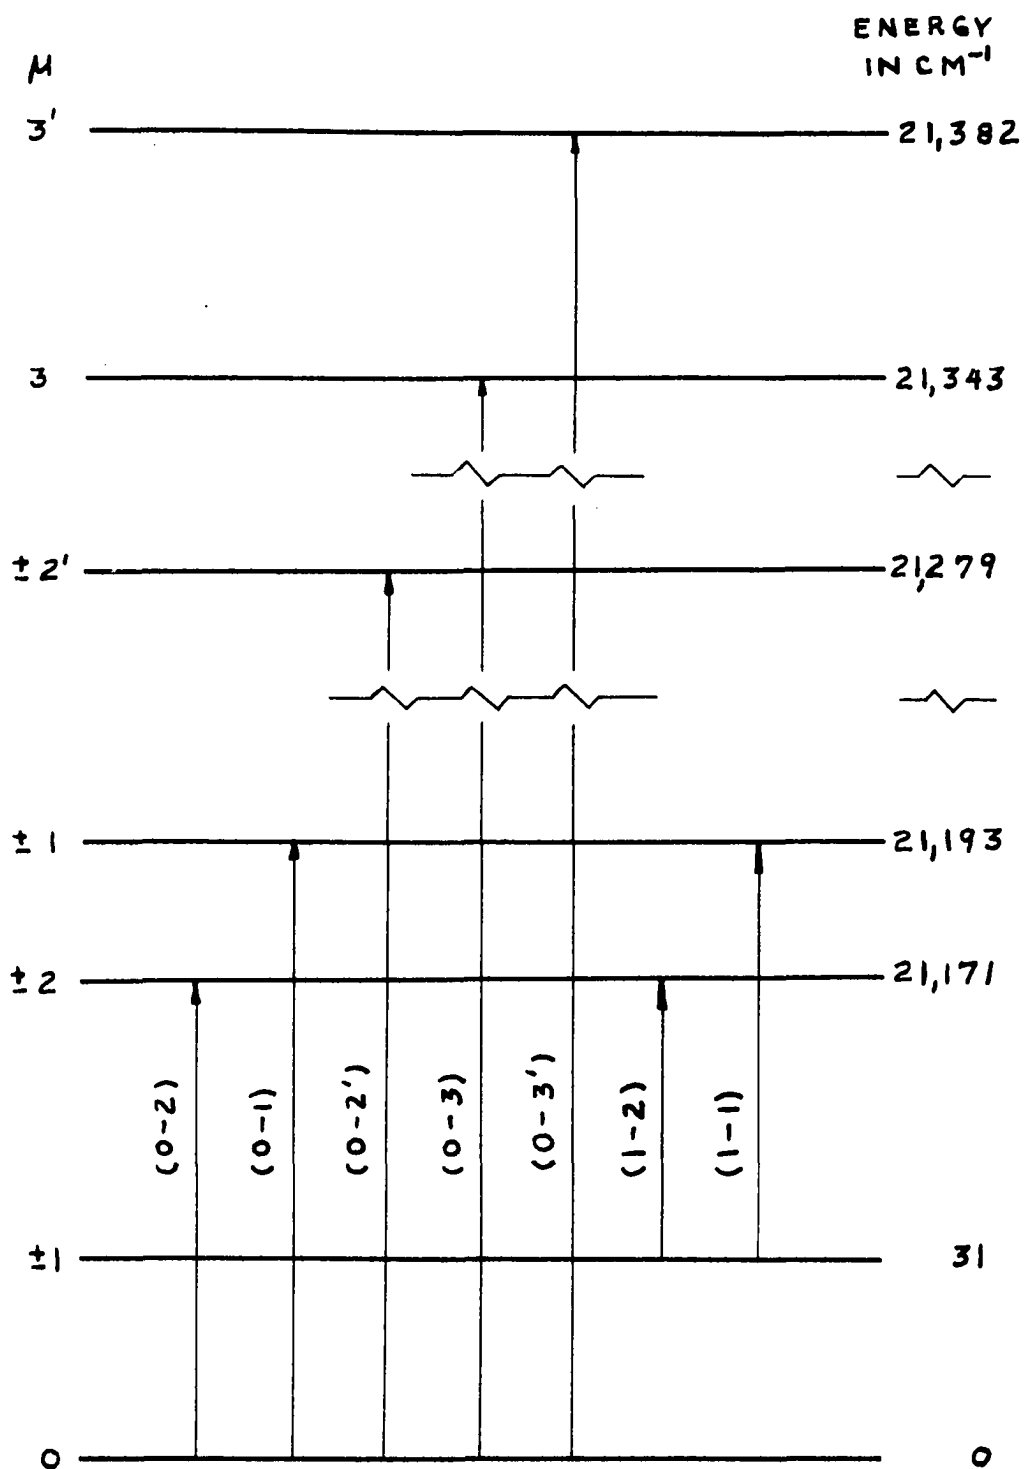 ENERGY
μ IN CM⁻¹
3' 21,382
3 21,343
±2' 21,279
±1 21,193
±2 21,171
(0-2) (0-1) (0-2') (0-3) (0-3') (1-2) (1-1)
±1 31
0 0